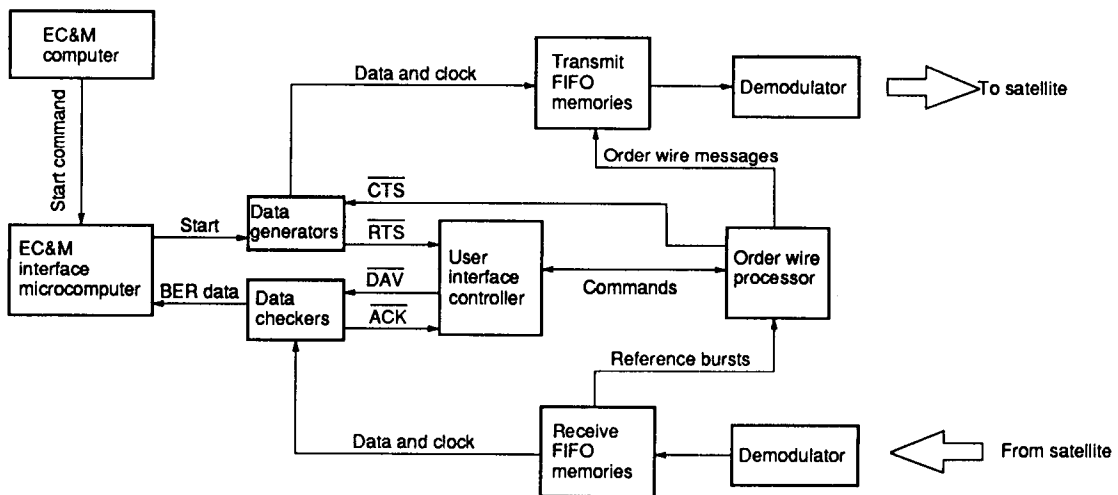 EC&M
computer
Start command
Data and clock
Transmit
FIFO
memories
Demodulator
To satellite
Order wire messages
CTS
Start
Data
generators
RTS
EC&M
interface
microcomputer
User
interface
controller
Order wire
processor
DAV
Commands
BER data
Data
checkers
ACK
Reference bursts
Data and clock
Receive
FIFO
memories
Demodulator
From satellite